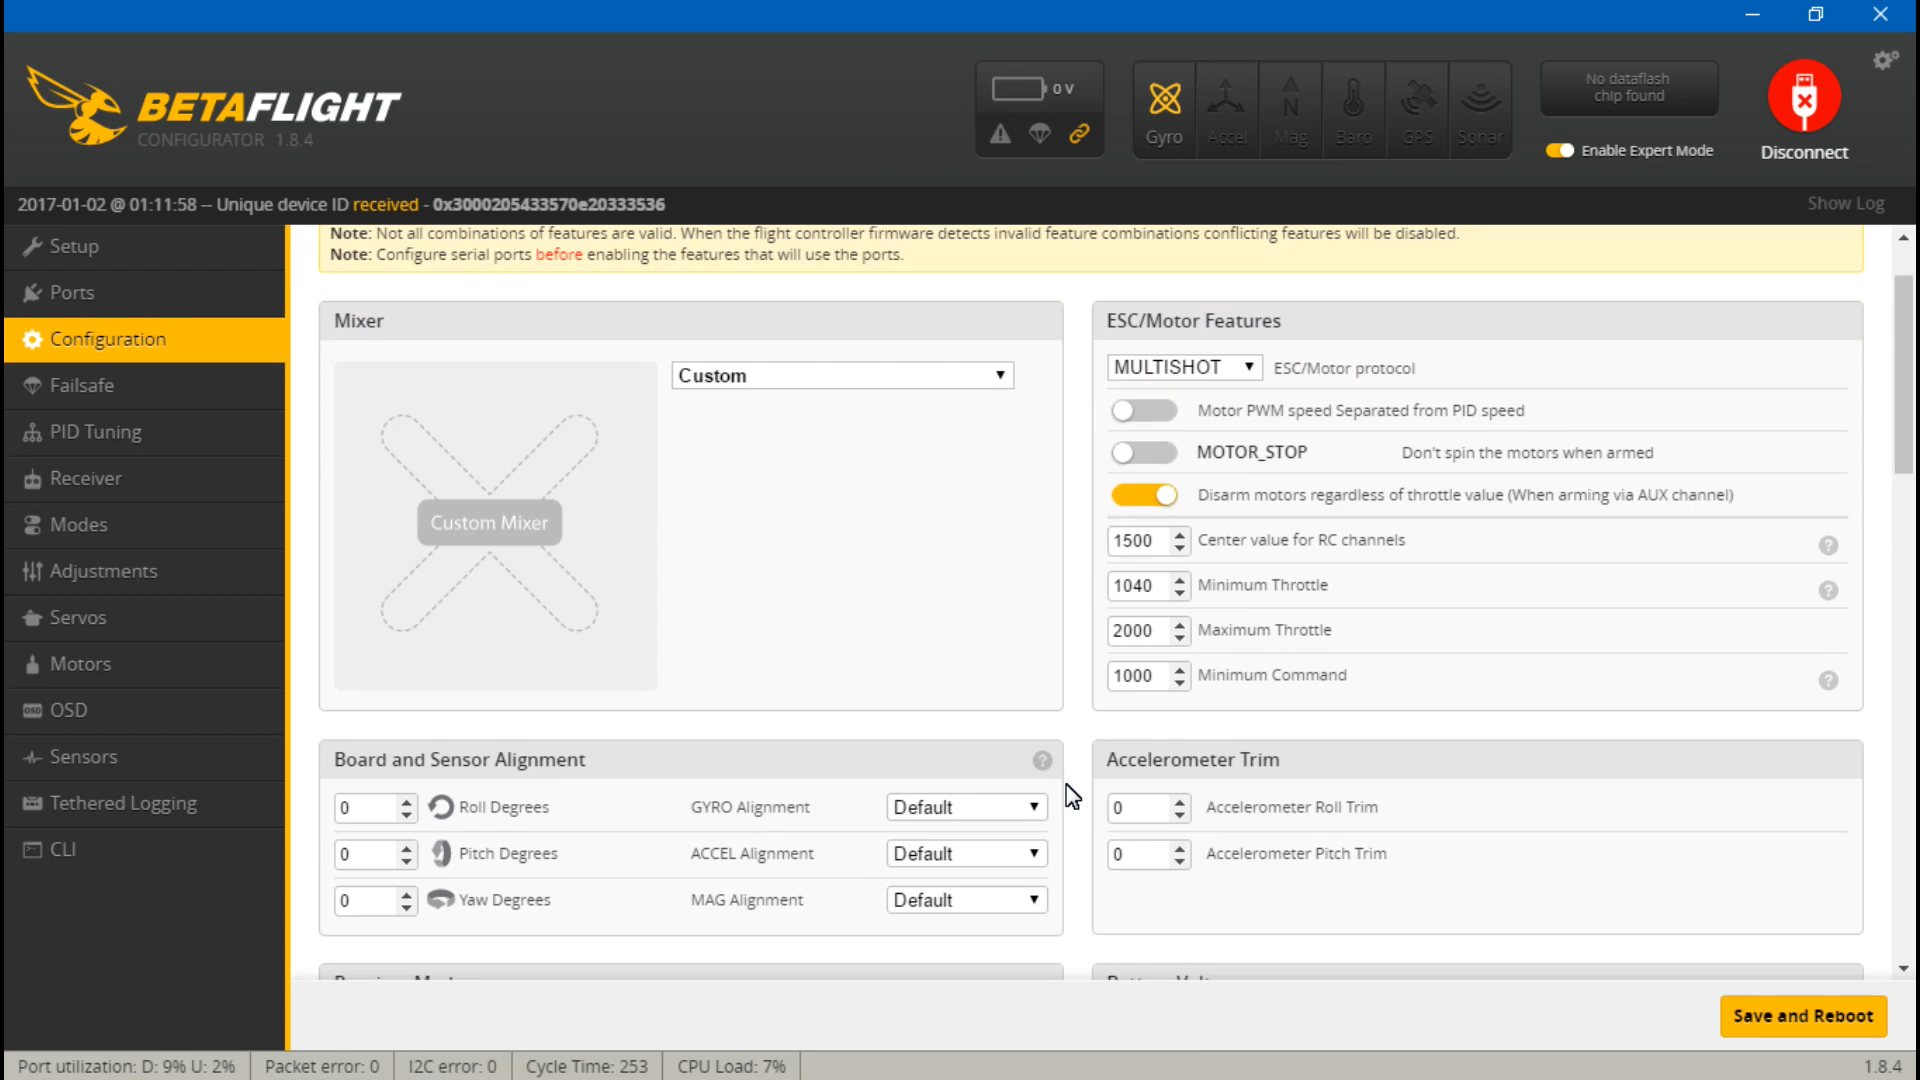 BETAFLIGHT
CONFIGURATOR 1.8.4
0 V
Gyro
Accel
Mag
Baro
GPS
Sonar
No dataflash
chip found
Enable Expert Mode
Disconnect
2017-01-02 @ 01:11:58 -- Unique device ID received - 0x3000205433570e20333536
Show Log
Setup
Ports
Configuration
Failsafe
PID Tuning
Receiver
Modes
Adjustments
Servos
Motors
OSD OSD
Sensors
Tethered Logging
CLI
Note: Not all combinations of features are valid. When the flight controller firmware detects invalid feature combinations conflicting features will be disabled.
Note: Configure serial ports before enabling the features that will use the ports.
Mixer
Custom
Custom Mixer
ESC/Motor Features
MULTISHOT ESC/Motor protocol
Motor PWM speed Separated from PID speed
MOTOR_STOP Don't spin the motors when armed
Disarm motors regardless of throttle value (When arming via AUX channel)
1500 Center value for RC channels ?
1040 Minimum Throttle ?
2000 Maximum Throttle
1000 Minimum Command ?
Board and Sensor Alignment ?
0 Roll Degrees GYRO Alignment Default
0 Pitch Degrees ACCEL Alignment Default
0 Yaw Degrees MAG Alignment Default
Accelerometer Trim
0 Accelerometer Roll Trim
0 Accelerometer Pitch Trim
Save and Reboot
Port utilization: D: 9% U: 2% Packet error: 0 I2C error: 0 Cycle Time: 253 CPU Load: 7% 1.8.4